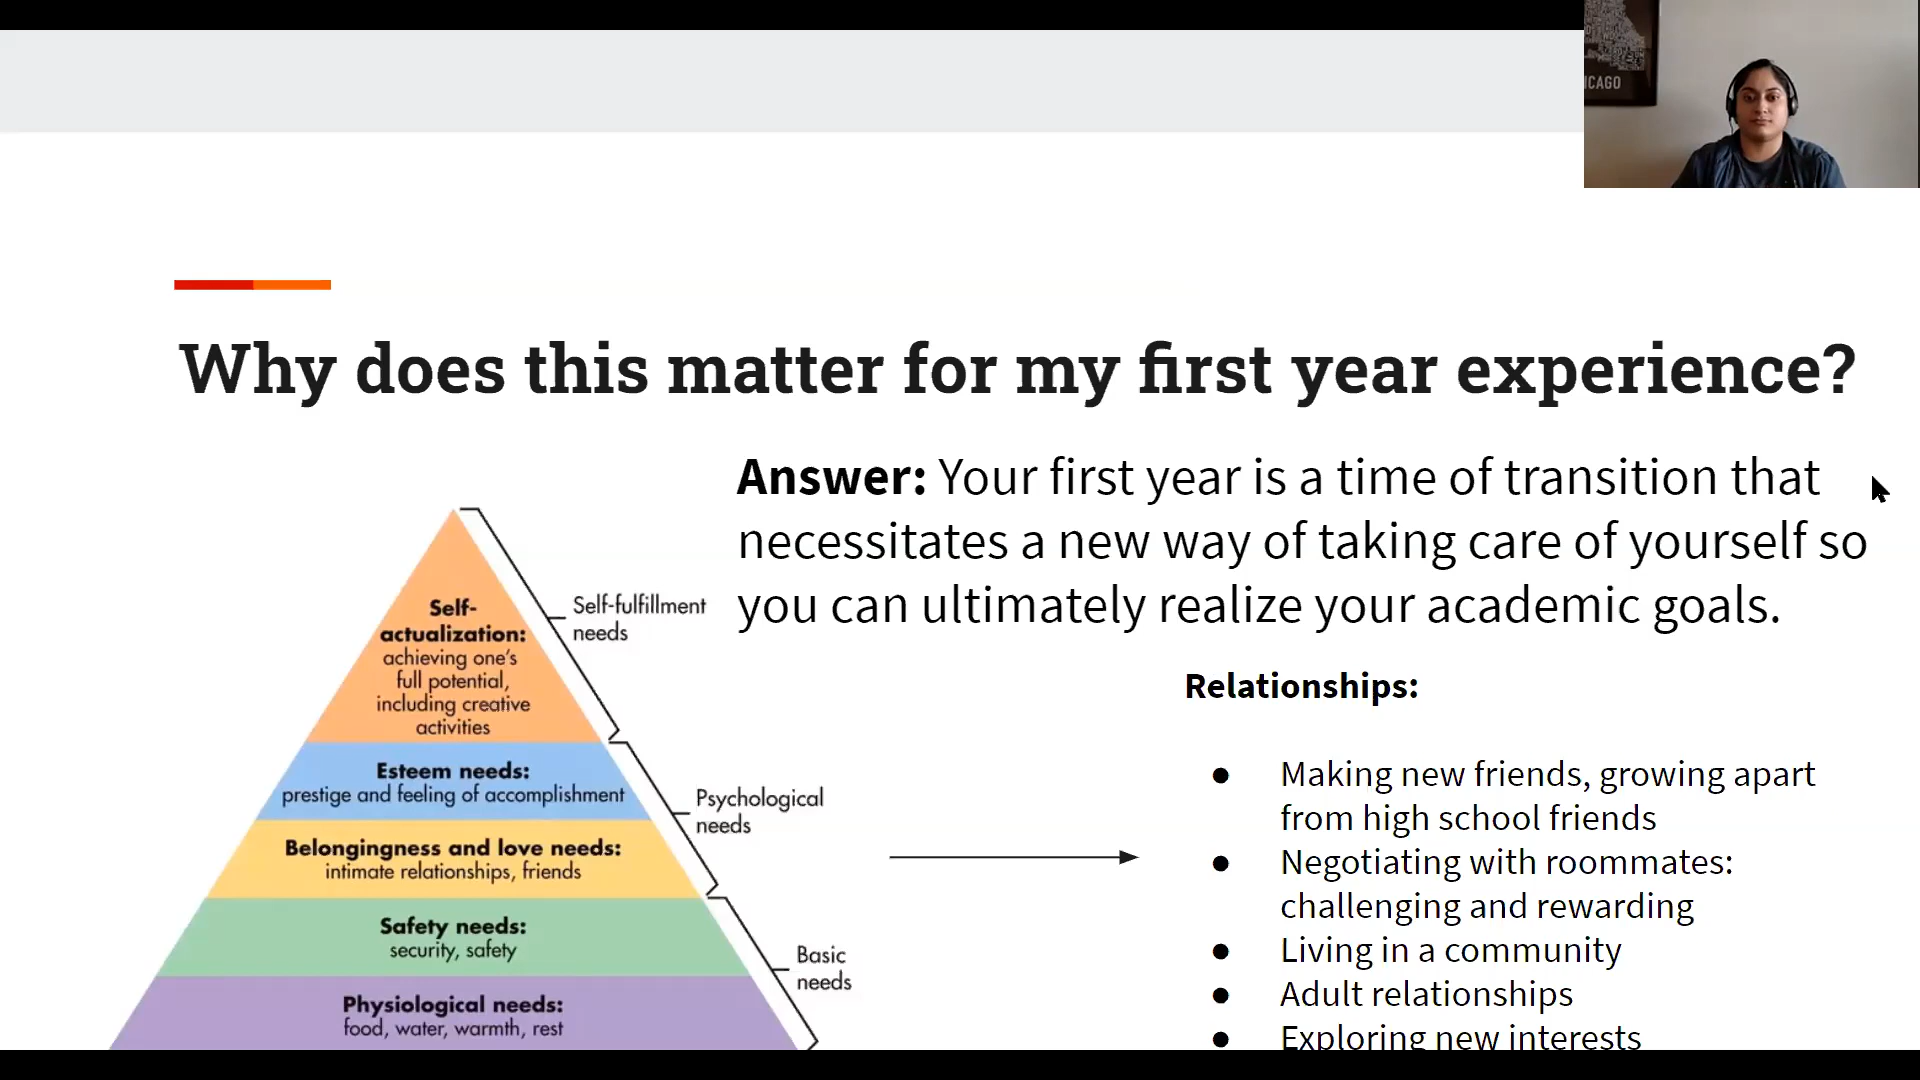 ICAGO
Why does this matter for my first year experience?
Answer: Your first year is a time of transition that
necessitates a new way of taking care of yourself so
you can ultimately realize your academic goals.
Self-
actualization:
achieving one's
full potential,
including creative
activities
Self-fulfillment
needs
Esteem needs:
prestige and feeling of accomplishment
Psychological
needs
Belongingness and love needs:
intimate relationships, friends
Safety needs:
security, safety
Basic
needs
Physiological needs:
food, water, warmth, rest
Relationships:
● Making new friends, growing apart
from high school friends
● Negotiating with roommates:
challenging and rewarding
● Living in a community
● Adult relationships
● Exploring new interests